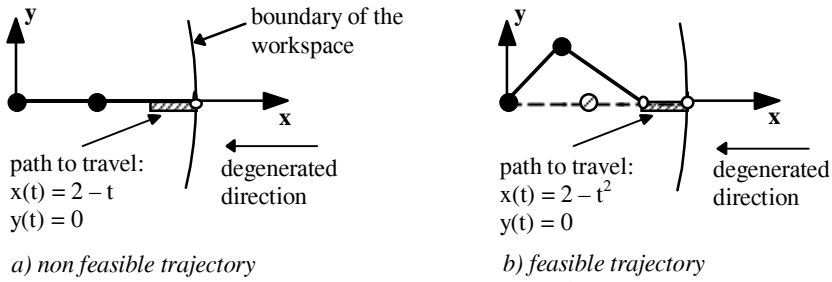 y
boundary of the
workspace
x
path to travel:
x(t) = 2 – t
y(t) = 0
degenerated
direction
a) non feasible trajectory
y
x
path to travel:
x(t) = 2 – t²
y(t) = 0
degenerated
direction
b) feasible trajectory